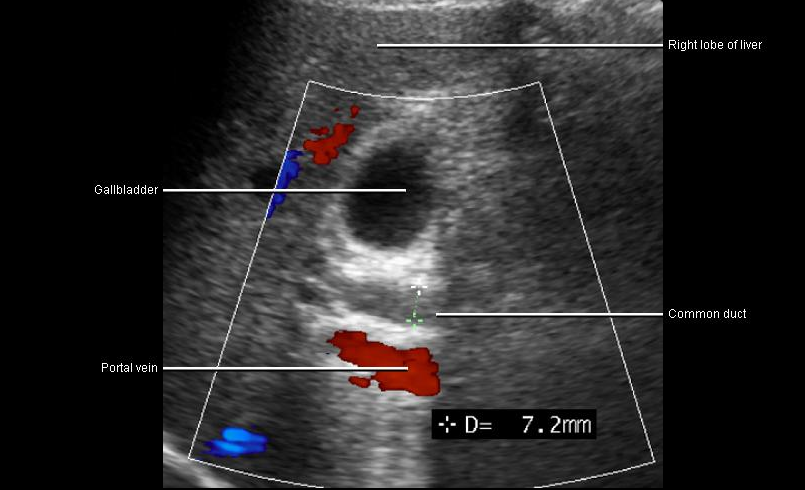 Right lobe of liver
Gallbladder
Common duct
Portal vein
D= 7.2mm